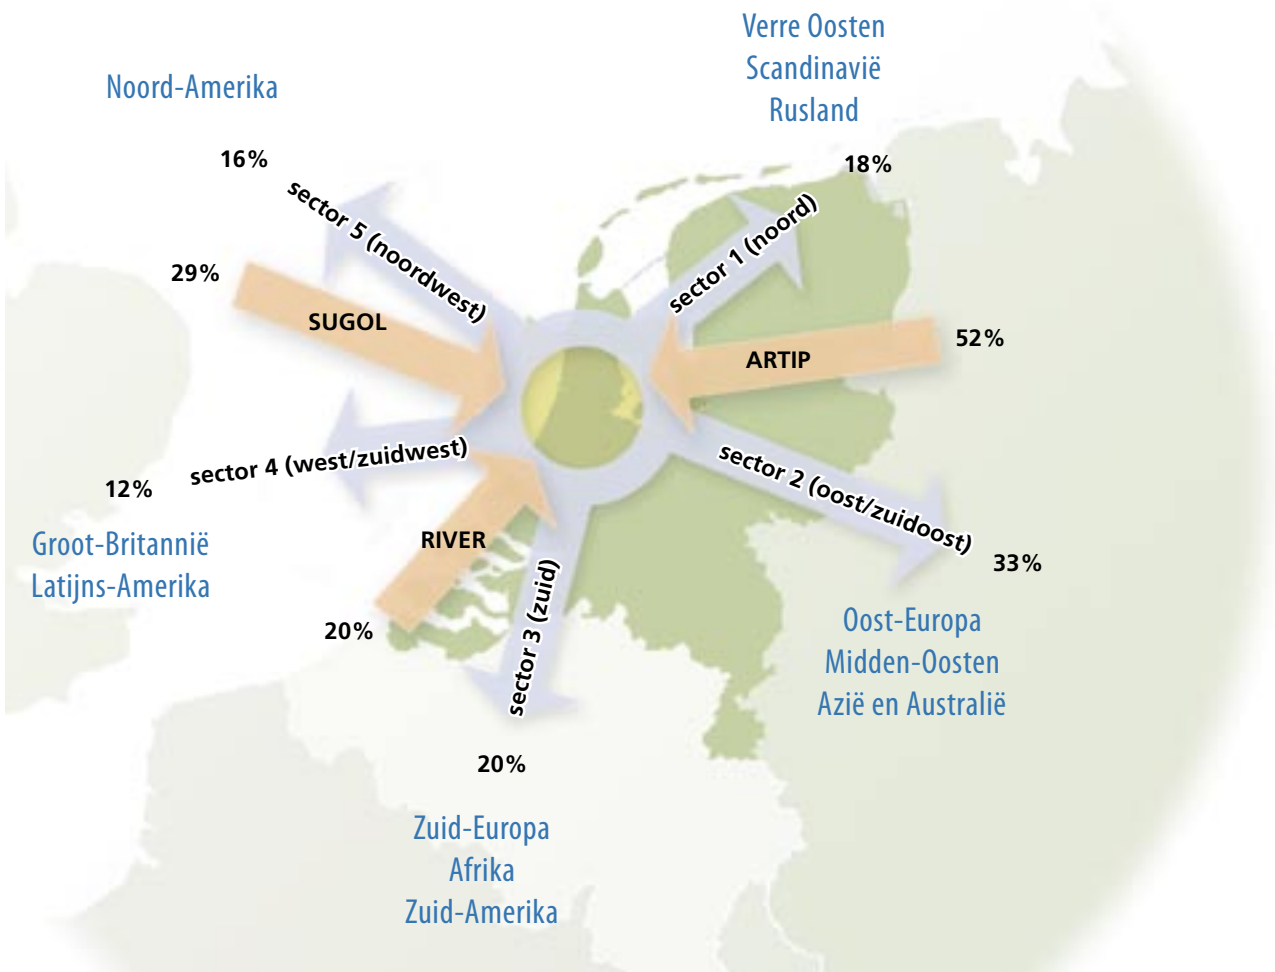 Verre Oosten
Scandinavië
Rusland
18%
sector 1 (noord)
Noord-Amerika
16%
sector 5 (noordwest)
29%
SUGOL
52%
ARTIP
sector 4 (west/zuidwest)
12%
Groot-Britannië
Latijns-Amerika
sector 2 (oost/zuidoost)
33%
Oost-Europa
Midden-Oosten
Azië en Australië
RIVER
20%
sector 3 (zuid)
20%
Zuid-Europa
Afrika
Zuid-Amerika